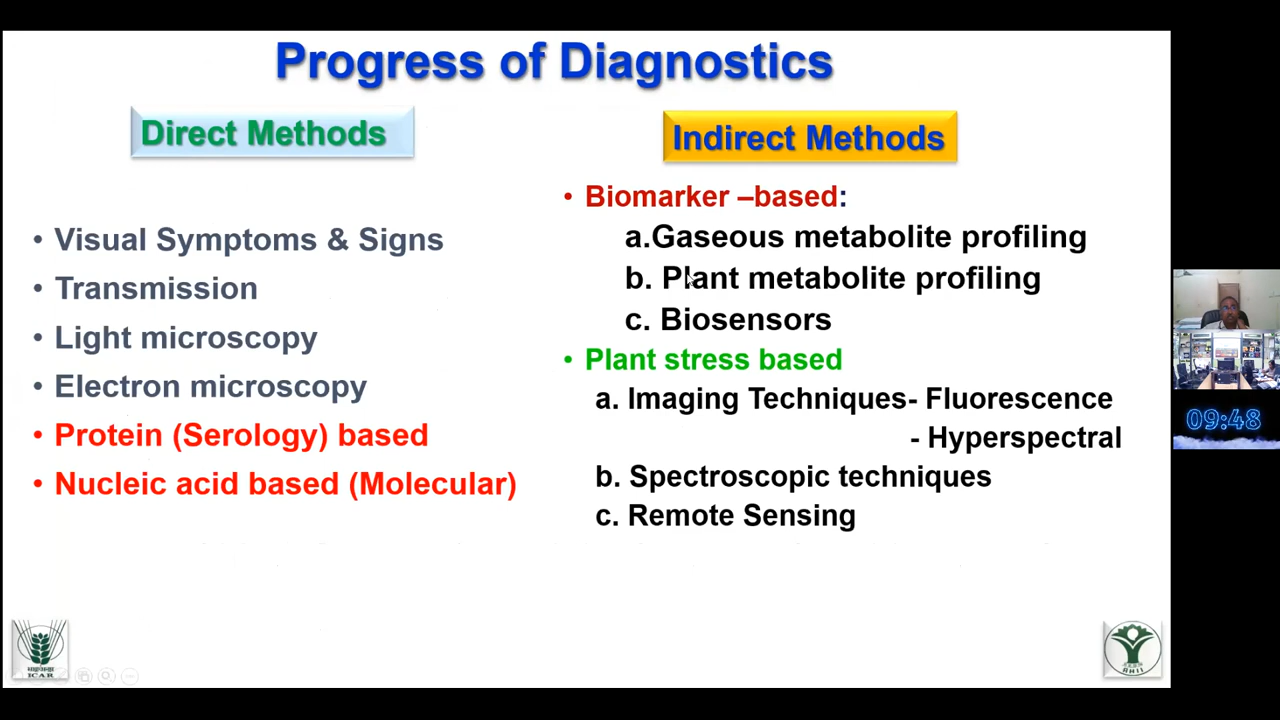 Progress of Diagnostics
Direct Methods
• Visual Symptoms & Signs
• Transmission
• Light microscopy
• Electron microscopy
• Protein (Serology) based
• Nucleic acid based (Molecular)
Indirect Methods
• Biomarker –based:
a.Gaseous metabolite profiling
b. Plant metabolite profiling
c. Biosensors
• Plant stress based
a. Imaging Techniques- Fluorescence
- Hyperspectral
b. Spectroscopic techniques
c. Remote Sensing
09:48
ICAR